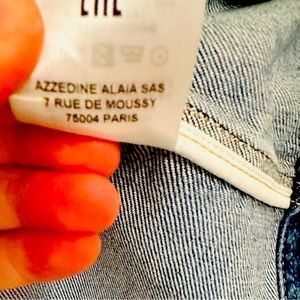 AZZEDINE ALAIA SAS
7 RUE DE MOUSSY
75004 PARIS